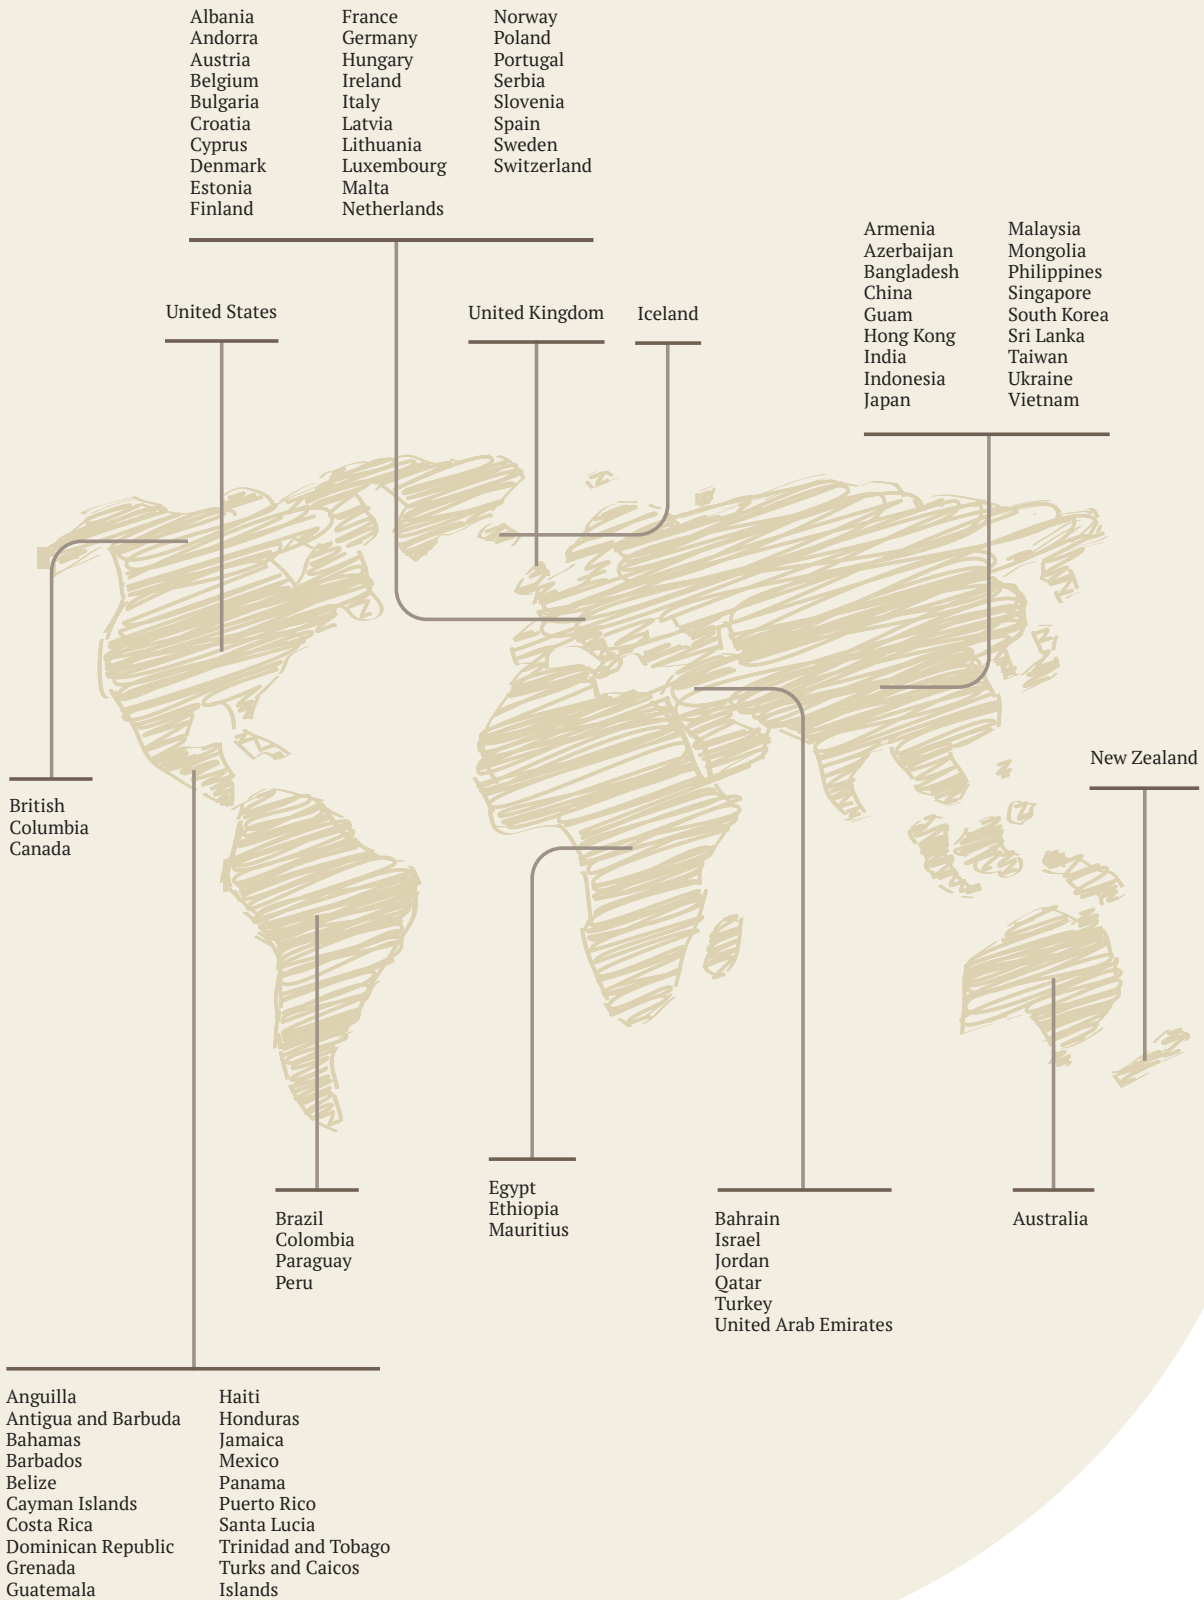 Albania
Andorra
Austria
Belgium
Bulgaria
Croatia
Cyprus
Denmark
Estonia
Finland
France
Germany
Hungary
Ireland
Italy
Latvia
Lithuania
Luxembourg
Malta
Netherlands
Norway
Poland
Portugal
Serbia
Slovenia
Spain
Sweden
Switzerland
United States
United Kingdom
Iceland
Armenia
Azerbaijan
Bangladesh
China
Guam
Hong Kong
India
Indonesia
Japan
Malaysia
Mongolia
Philippines
Singapore
South Korea
Sri Lanka
Taiwan
Ukraine
Vietnam
New Zealand
British
Columbia
Canada
Brazil
Colombia
Paraguay
Peru
Egypt
Ethiopia
Mauritius
Bahrain
Israel
Jordan
Qatar
Turkey
United Arab Emirates
Australia
Anguilla
Antigua and Barbuda
Bahamas
Barbados
Belize
Cayman Islands
Costa Rica
Dominican Republic
Grenada
Guatemala
Haiti
Honduras
Jamaica
Mexico
Panama
Puerto Rico
Santa Lucia
Trinidad and Tobago
Turks and Caicos
Islands